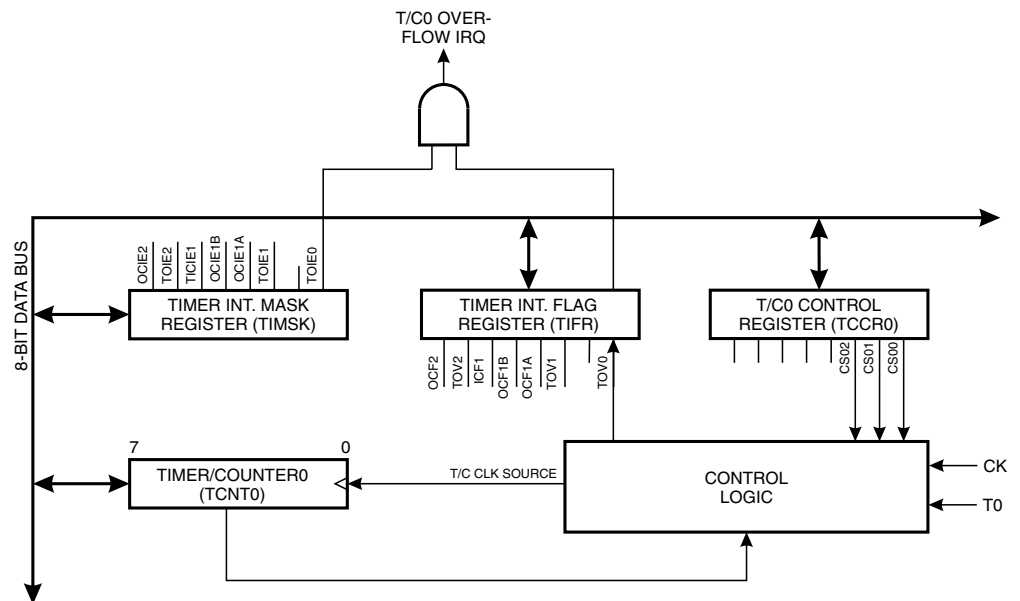 T/C0 OVER-
FLOW IRQ
8-BIT DATA BUS
OCIE2
TOIE2
TICIE1
OCIE1B
OCIE1A
TOIE1
TOIE0
TIMER INT. MASK
REGISTER (TIMSK)
TIMER INT. FLAG
REGISTER (TIFR)
T/C0 CONTROL
REGISTER (TCCR0)
OCF2
TOV2
ICF1
OCF1B
OCF1A
TOV1
TOV0
CS02
CS01
CS00
7
0
TIMER/COUNTER0
(TCNT0)
T/C CLK SOURCE
CONTROL
LOGIC
CK
T0